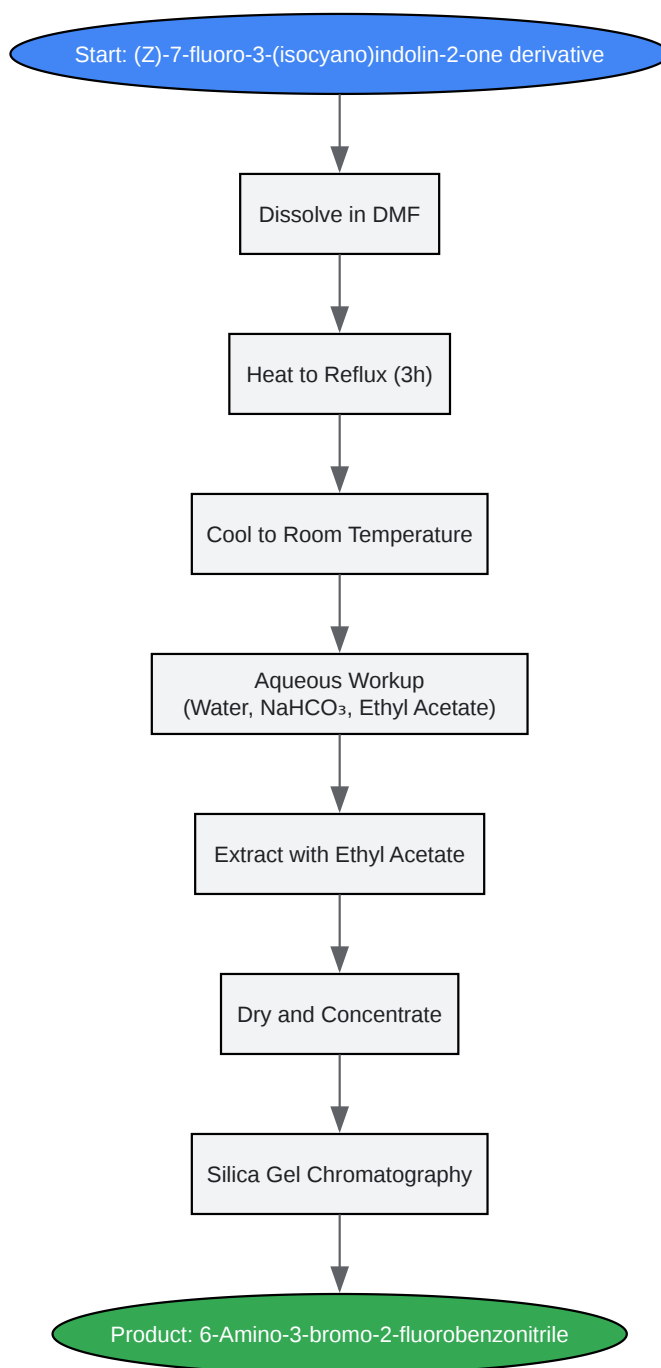 Start: (Z)-7-fluoro-3-(isocyano)indolin-2-one derivative
Dissolve in DMF
Heat to Reflux (3h)
Cool to Room Temperature
Aqueous Workup
(Water, NaHCO₃, Ethyl Acetate)
Extract with Ethyl Acetate
Dry and Concentrate
Silica Gel Chromatography
Product: 6-Amino-3-bromo-2-fluorobenzonitrile